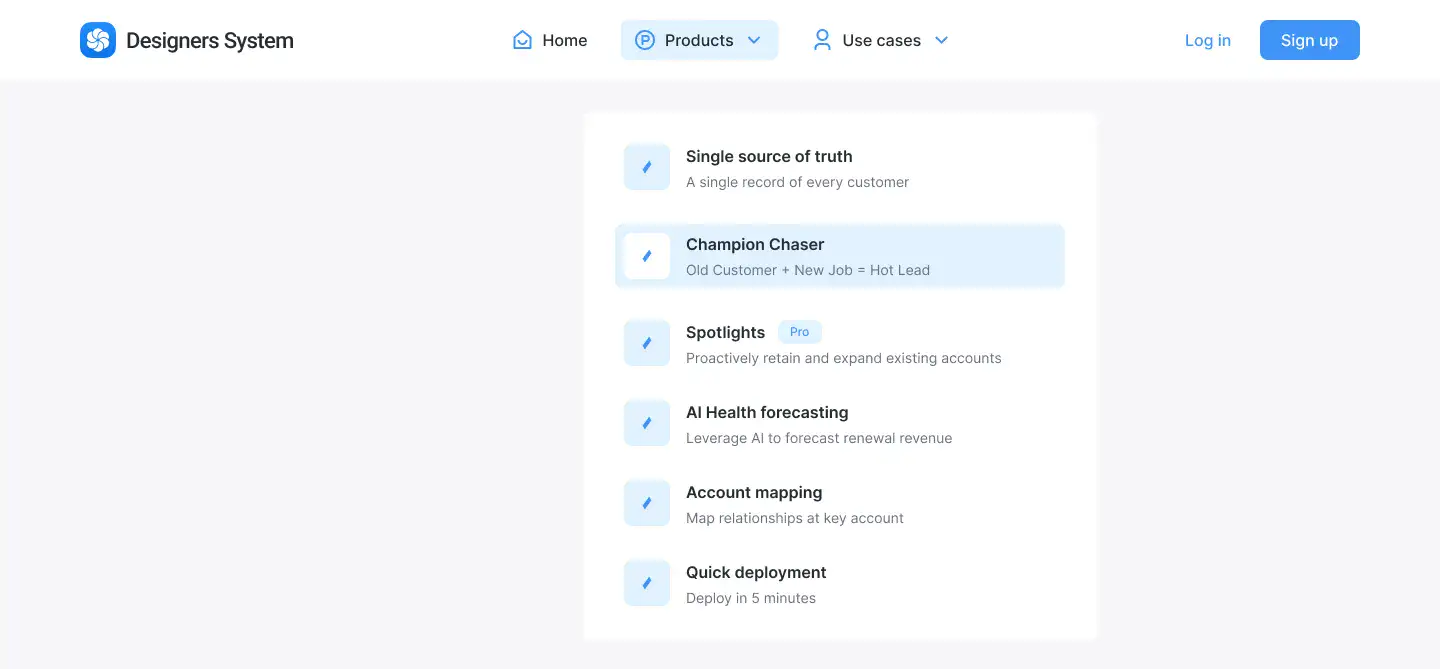 Designers System
Home
Products
Use cases
Log in
Sign up
Single source of truth
A single record of every customer
Champion Chaser
Old Customer + New Job = Hot Lead
Spotlights Pro
Proactively retain and expand existing accounts
AI Health forecasting
Leverage AI to forecast renewal revenue
Account mapping
Map relationships at key account
Quick deployment
Deploy in 5 minutes